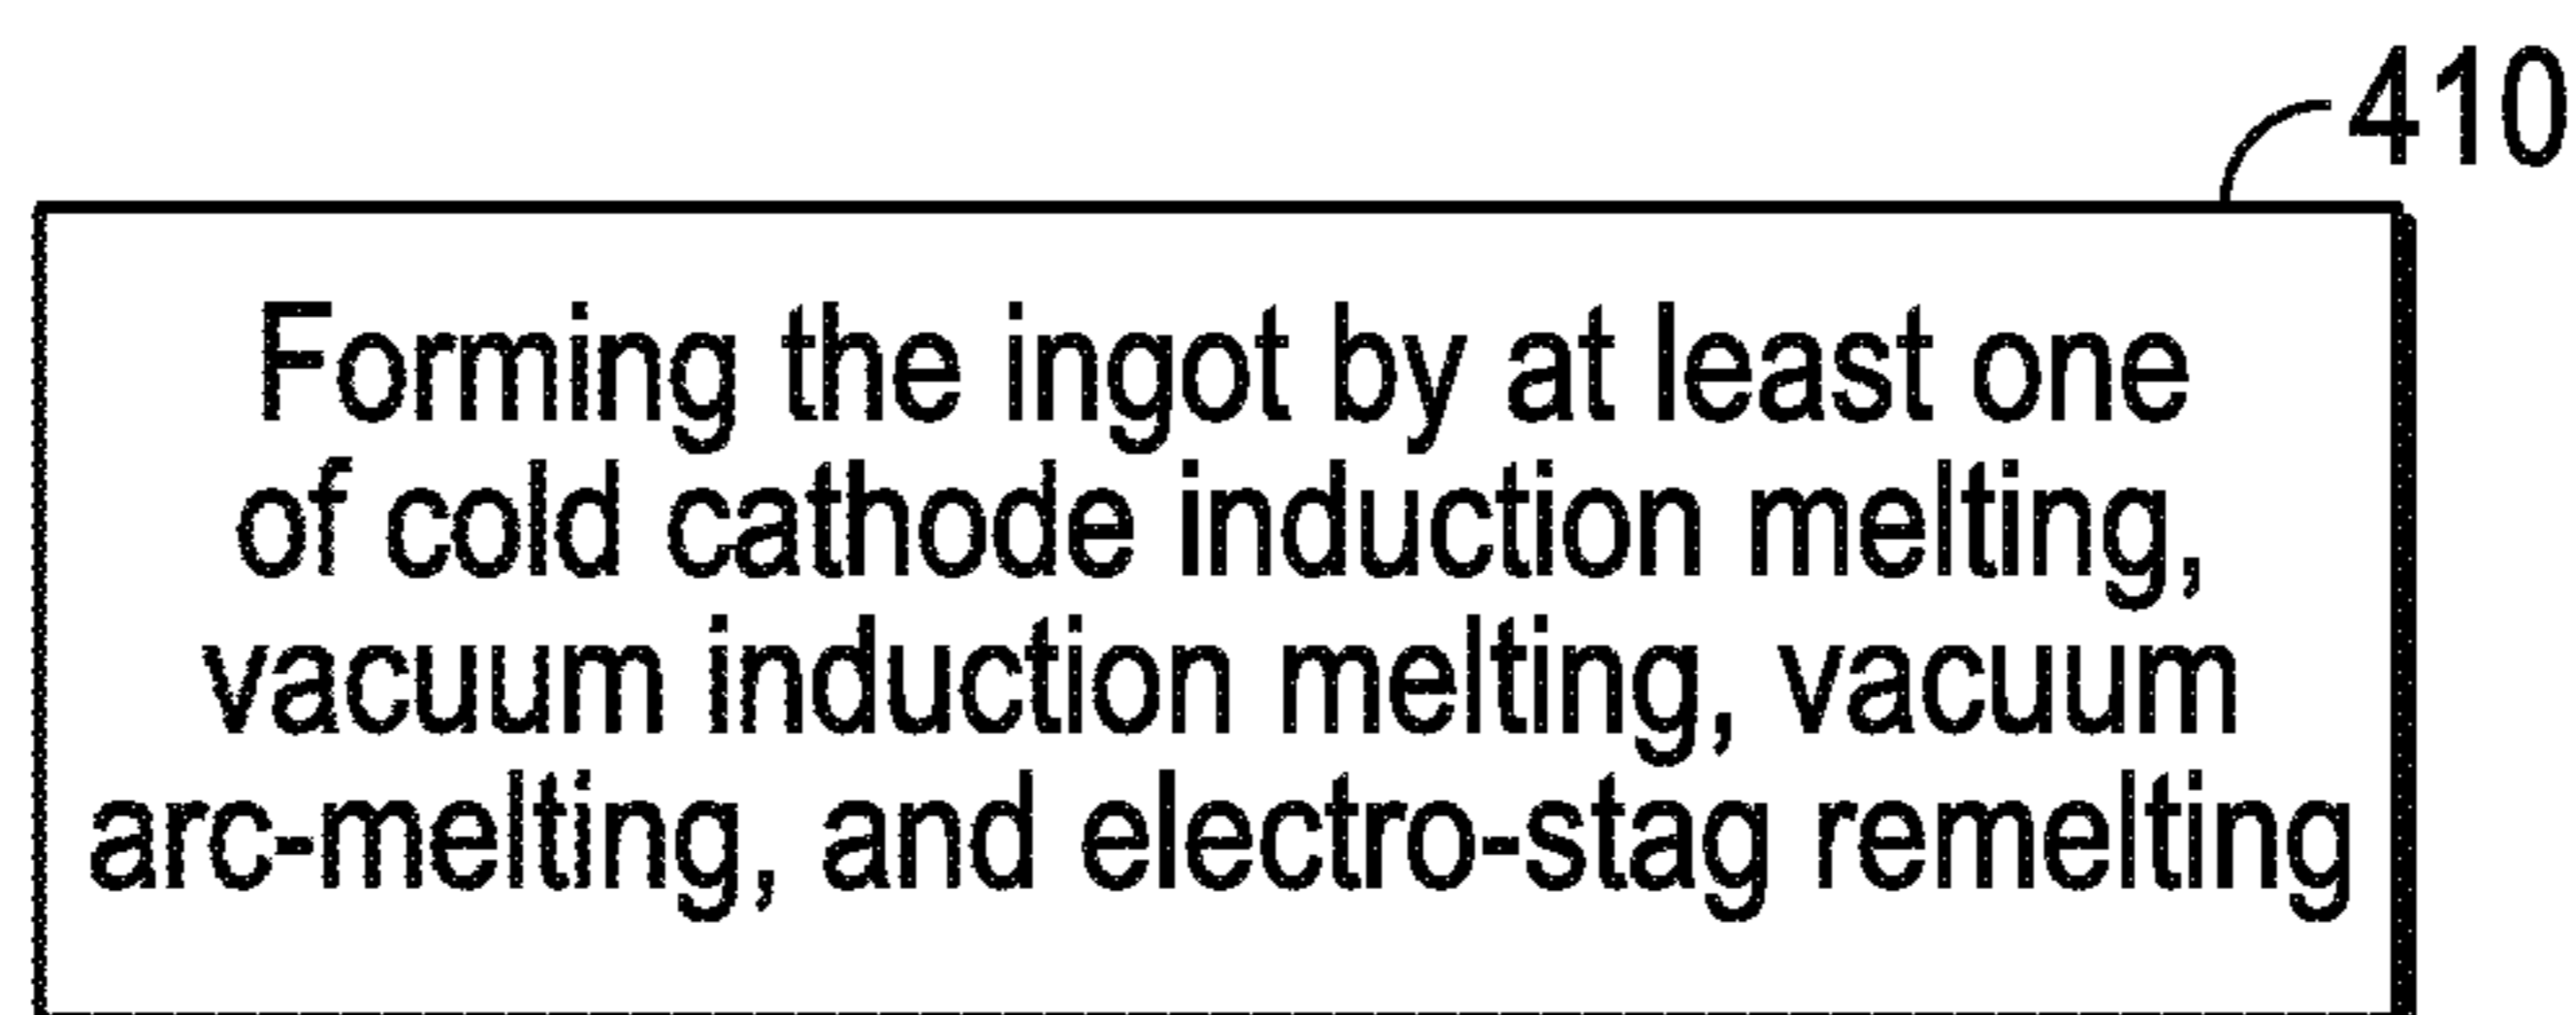 410
Forming the ingot by at least one
of cold cathode induction melting,
vacuum induction melting, vacuum
arc-melting, and electro-stag remelting